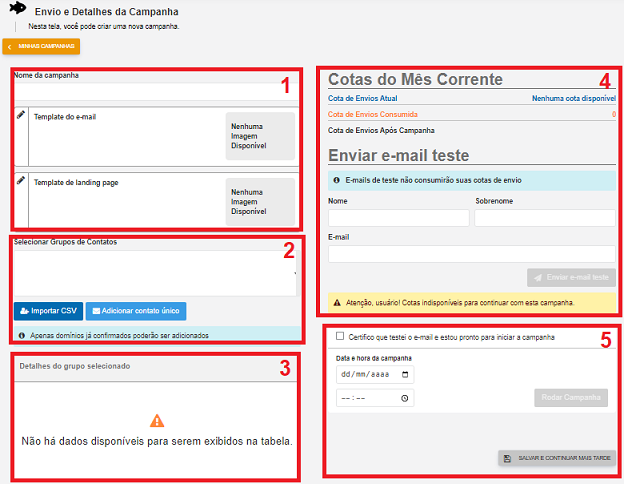 Envio e Detalhes da Campanha
Nesta tela, você pode criar uma nova campanha.
MINHAS CAMPANHAS
Nome da campanha
1
Template do e-mail
Nenhuma
Imagem
Disponivel
Template de landing page
Nenhuma
Imagem
Disponivel
Selecionar Grupos de Contatos
2
Importar CSV
Adicionar contato único
Apenas domínios já confirmados poderão ser adicionados
Detalhes do grupo selecionado
3
Não há dados disponíveis para serem exibidos na tabela.
Cotas do Mês Corrente
4
Cota de Envios Atual
Nenhuma cota disponivel
Cota de Envios Consumida
0
Cota de Envios Após Campanha
Enviar e-mail teste
E-mails de teste não consumirão suas cotas de envio
Nome
Sobrenome
E-mail
Enviar e-mail teste
Atenção, usuário! Cotas indisponíveis para continuar com esta campanha.
Certifico que testei o e-mail e estou pronto para iniciar a campanha
5
Data e hora da campanha
dd/mm/aaaa
--:--
Rodar Campanha
SALVAR E CONTINUAR MAIS TARDE